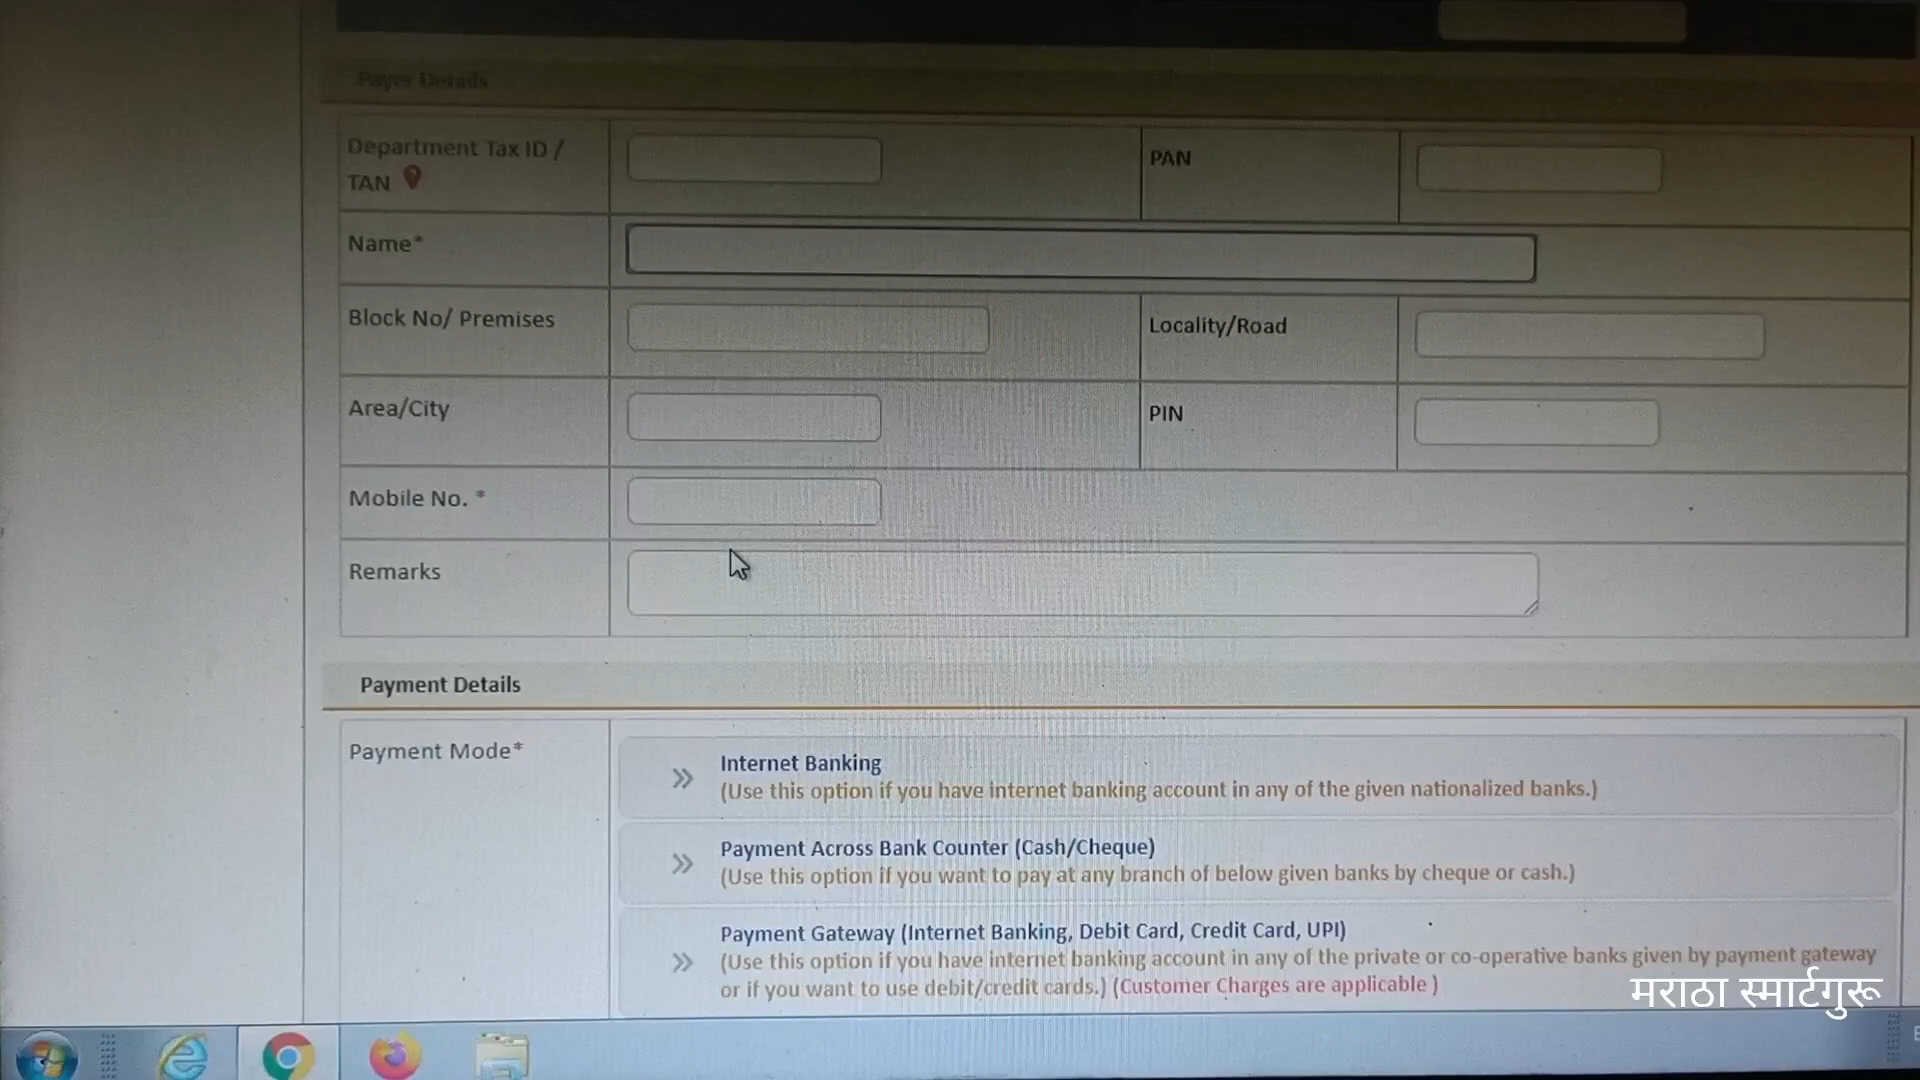 Payer Details
Department Tax ID /
TAN
PAN
Name*
Block No/ Premises
Locality/Road
Area/City
PIN
Mobile No. *
Remarks
Payment Details
Payment Mode*
Internet Banking
(Use this option if you have internet banking account in any of the given nationalized banks.)
Payment Across Bank Counter (Cash/Cheque)
(Use this option if you want to pay at any branch of below given banks by cheque or cash.)
Payment Gateway (Internet Banking, Debit Card, Credit Card, UPI)
(Use this option if you have internet banking account in any of the private or co-operative banks given by payment gateway
or if you want to use debit/credit cards.) (Customer Charges are applicable )
मराठा स्मार्टगुरू